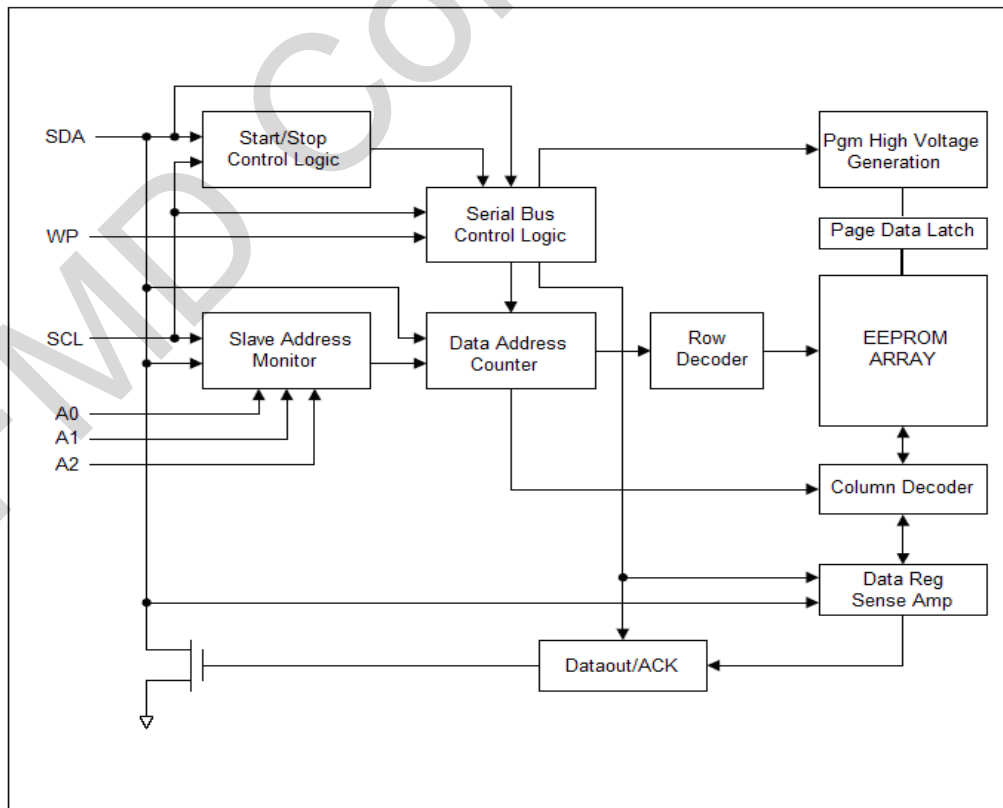 FMD Con
SDA
Start/Stop
Control Logic
Pgm High Voltage
Generation
Serial Bus
Control Logic
WP
Page Data Latch
SCL
Slave Address
Monitor
Data Address
Counter
Row
Decoder
EEPROM
ARRAY
A0
A1
A2
Column Decoder
Data Reg
Sense Amp
Dataout/ACK